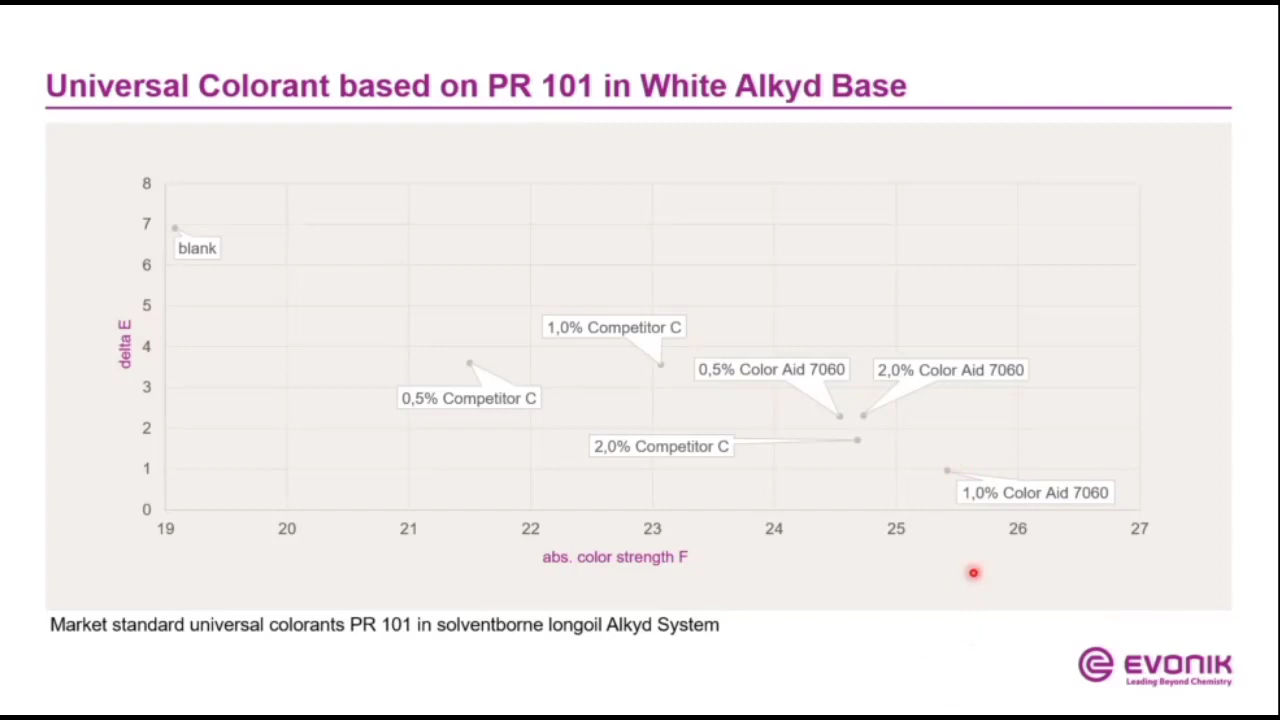 Universal Colorant based on PR 101 in White Alkyd Base
8
7
6
5
4
3
2
1
0
delta E
blank
1,0% Competitor C
0,5% Color Aid 7060
2,0% Color Aid 7060
0,5% Competitor C
2,0% Competitor C
1,0% Color Aid 7060
19 20 21 22 23 24 25 26 27
abs. color strength F
Market standard universal colorants PR 101 in solventborne longoil Alkyd System
EVONIK
Leading Beyond Chemistry